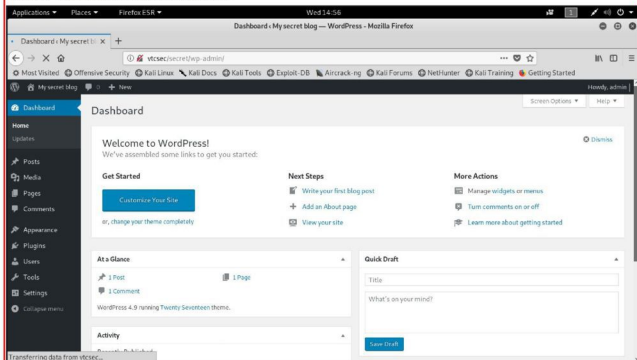 Applications ▾ Places ▾ Firefox ESR ▾ Wed 14:56 1
Dashboard ‹ My secret blog — WordPress - Mozilla Firefox
Dashboard ‹ My secret bl × +
vtcsec/secret/wp-admin/
Most Visited Offensive Security Kali Linux Kali Docs Kali Tools Exploit-DB Aircrack-ng Kali Forums NetHunter Kali Training Getting Started
My secret blog 0 + New Howdy, admin
Dashboard
Home
Updates
Posts
Media
Pages
Comments
Appearance
Plugins
Users
Tools
Settings
Collapse menu
Screen Options ▼ Help ▼
Dashboard
Welcome to WordPress!
We've assembled some links to get you started:
Dismiss
Get Started
Customize Your Site
or, change your theme completely
Next Steps
Write your first blog post
Add an About page
View your site
More Actions
Manage widgets or menus
Turn comments on or off
Learn more about getting started
At a Glance
1 Post 1 Page
1 Comment
WordPress 4.9 running Twenty Seventeen theme.
Activity
Recently Published
Quick Draft
Title
What's on your mind?
Save Draft
Transferring data from vtcsec...